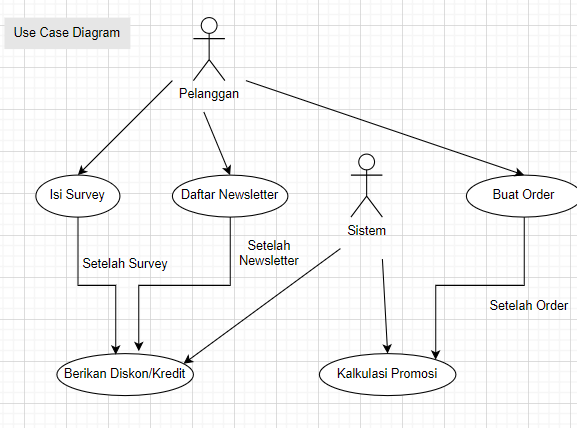 Use Case Diagram
Pelanggan
Isi Survey
Daftar Newsletter
Buat Order
Sistem
Setelah Survey
Setelah
Newsletter
Setelah Order
Berikan Diskon/Kredit
Kalkulasi Promosi